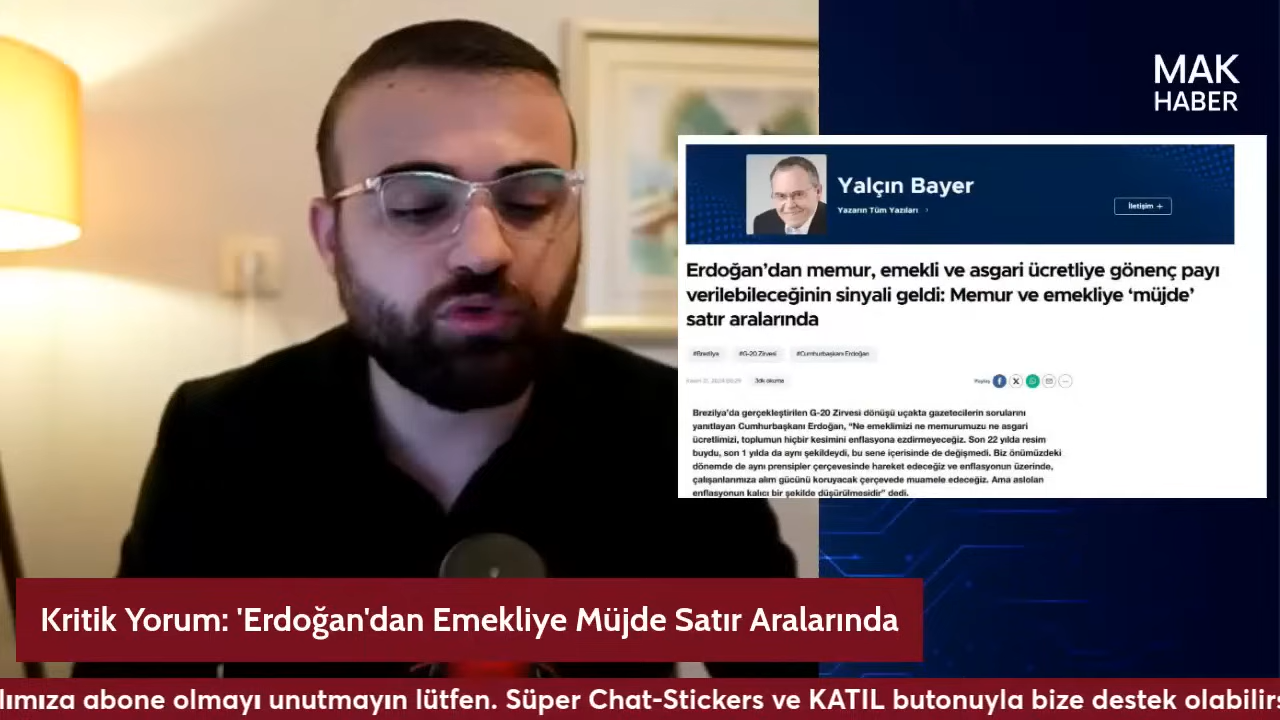 MAK
HABER
Yalçın Bayer
Yazarın Tüm Yazıları
İletişim +
Erdoğan’dan memur, emekli ve asgari ücretliye gönenç payı
verilebileceğinin sinyali geldi: Memur ve emekliye ‘müjde’
satır aralarında
#Brezilya #G-20 Zirvesi #Cumhurbaşkanı Erdoğan
3dk okuma
Paylaş
Brezilya’da gerçekleştirilen G-20 Zirvesi dönüşü uçakta gazetecilerin sorularını
yanıtlayan Cumhurbaşkanı Erdoğan, “Ne emeklimizi ne memurumuzu ne asgari
ücretlimizi, toplumun hiçbir kesimini enflasyona ezdirmeyeceğiz. Son 22 yılda resim
buydu, son 1 yılda da aynı şekildeydi, bu sene içerisinde de değişmedi. Biz önümüzdeki
dönemde de aynı prensipler çerçevesinde hareket edeceğiz ve enflasyonun üzerinde,
çalışanlarımıza alım gücünü koruyacak çerçevede muamele edeceğiz. Ama aslolan
enflasyonun kalıcı bir şekilde düşürülmesidir” dedi.
Kritik Yorum: 'Erdoğan'dan Emekliye Müjde Satır Aralarında
lımıza abone olmayı unutmayın lütfen. Süper Chat-Stickers ve KATIL butonuyla bize destek olabilirs